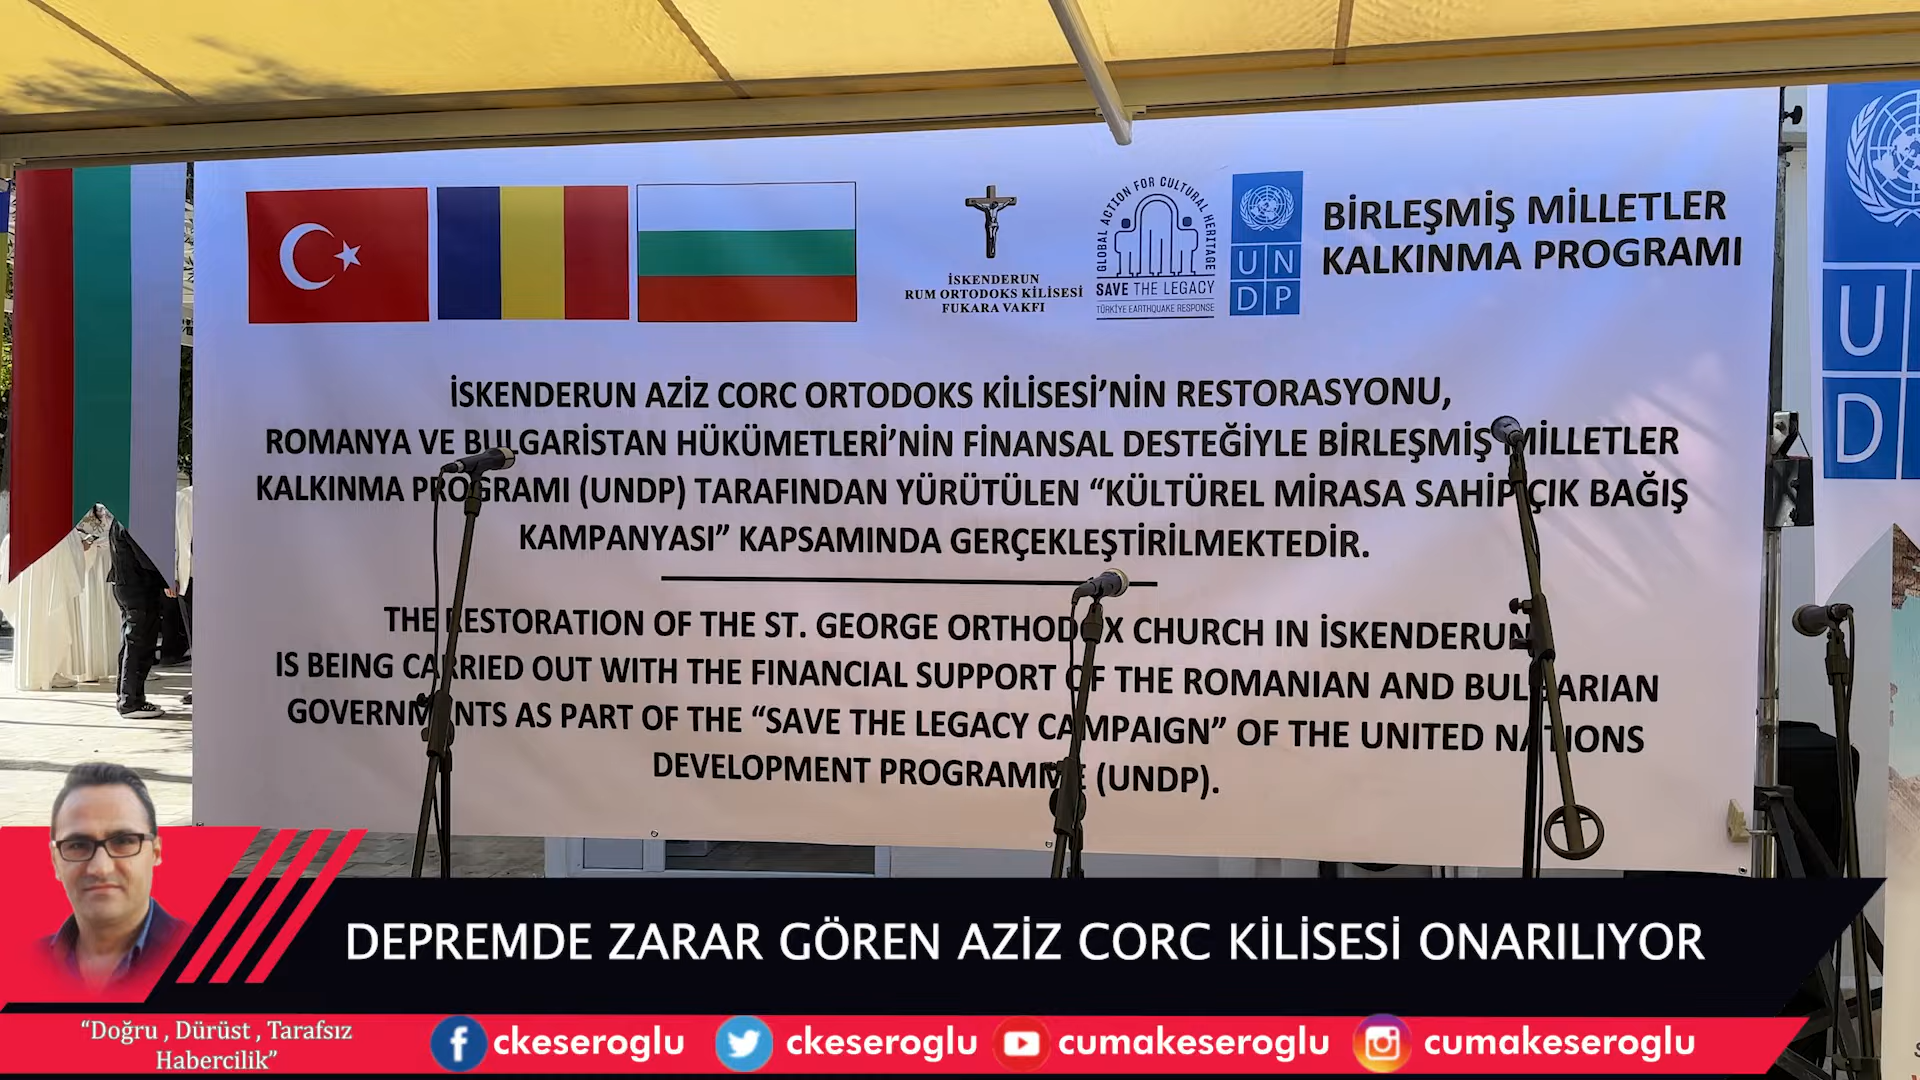 İSKENDERUN
RUM ORTODOKS KİLİSESİ
FUKARA VAKFI
GLOBAL ACTION FOR CULTURAL HERITAGE
SAVE THE LEGACY
TÜRKİYE EARTHQUAKE RESPONSE
UN
DP
BİRLEŞMİŞ MİLLETLER
KALKINMA PROGRAMI
U
D
İSKENDERUN AZİZ CORC ORTODOKS KİLİSESİ’NİN RESTORASYONU,
ROMANYA VE BULGARİSTAN HÜKÜMETLERİ’NİN FİNANSAL DESTEĞİYLE BİRLEŞMİŞ MİLLETLER
KALKINMA PROGRAMI (UNDP) TARAFINDAN YÜRÜTÜLEN “KÜLTÜREL MİRASA SAHİP ÇIK BAĞIŞ
KAMPANYASI” KAPSAMINDA GERÇEKLEŞTİRİLMEKTEDİR.
THE RESTORATION OF THE ST. GEORGE ORTHODOX CHURCH IN İSKENDERUN
IS BEING CARRIED OUT WITH THE FINANCIAL SUPPORT OF THE ROMANIAN AND BULGARIAN
GOVERNMENTS AS PART OF THE “SAVE THE LEGACY CAMPAIGN” OF THE UNITED NATIONS
DEVELOPMENT PROGRAMME (UNDP).
DEPREMDE ZARAR GÖREN AZİZ CORC KİLİSESİ ONARILIYOR
“Doğru , Dürüst , Tarafsız
Habercilik”
ckeseroglu
ckeseroglu
cumakeseroglu
cumakeseroglu